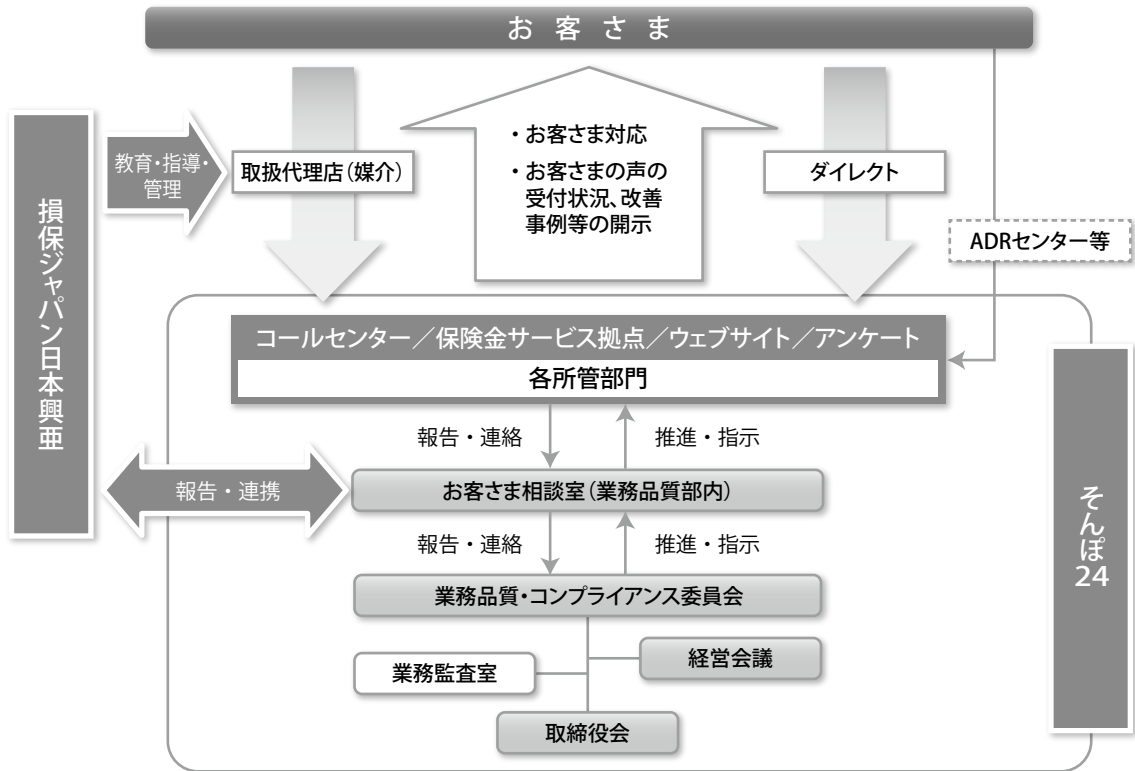 お客さま
損保ジャパン日本興亜
教育・指導・
管理
取扱代理店(媒介)
・お客さま対応
・お客さまの声の
受付状況、改善
事例等の開示
ダイレクト
ADRセンター等
コールセンター/保険金サービス拠点/ウェブサイト/アンケート
各所管部門
報告・連絡
推進・指示
報告・連携
お客さま相談室(業務品質部内)
報告・連絡
推進・指示
業務品質・コンプライアンス委員会
経営会議
業務監査室
取締役会
そんぽ
24